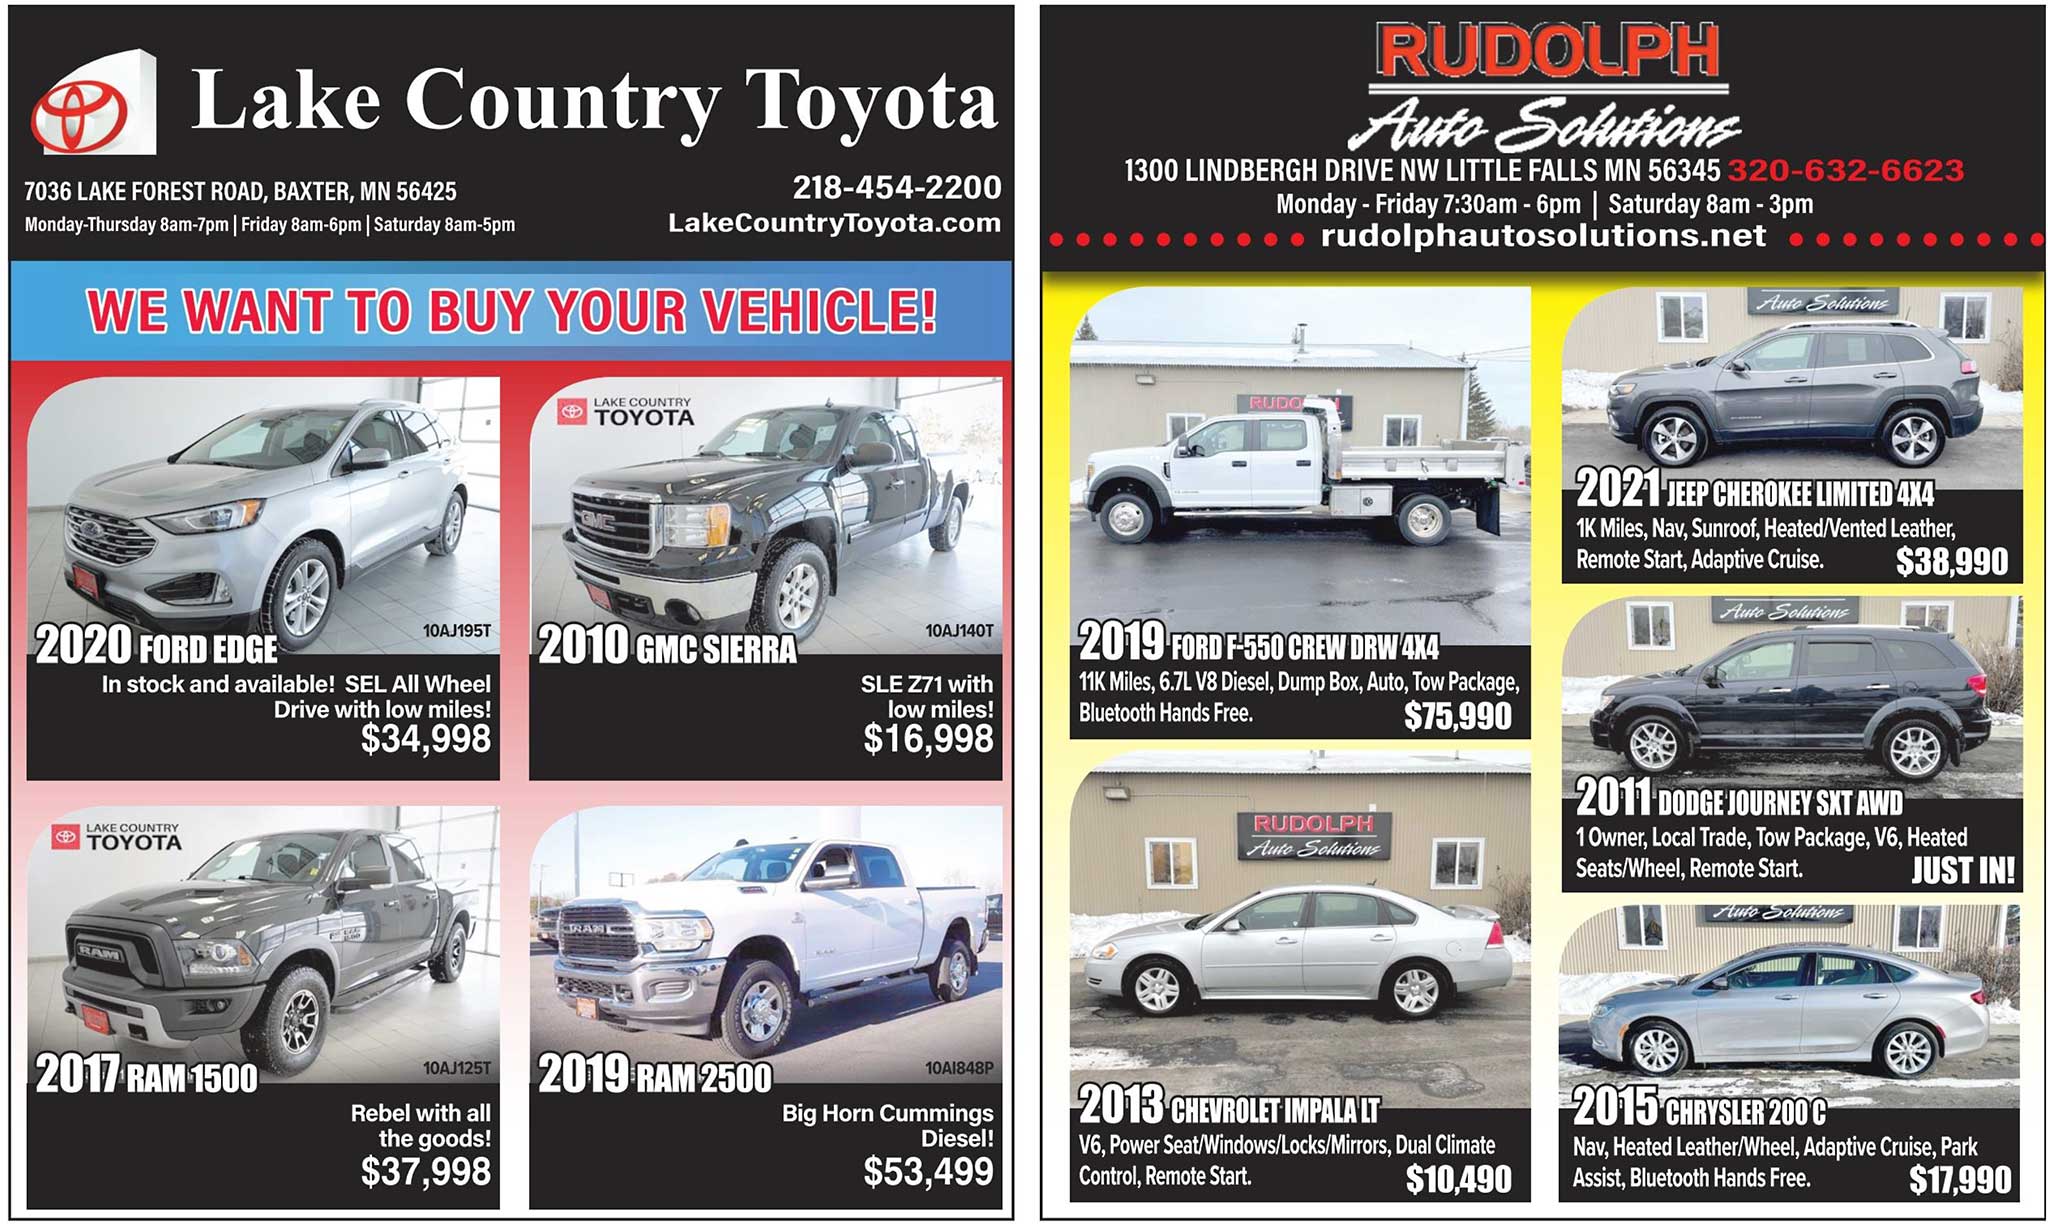 Lake Country Toyota
7036 LAKE FOREST ROAD, BAXTER, MN 56425
218-454-2200
Monday-Thursday 8am-7pm | Friday 8am-6pm | Saturday 8am-5pm
LakeCountryToyota.com
WE WANT TO BUY YOUR VEHICLE!
10AJ195T
2020 FORD EDGE
In stock and available! SEL All Wheel
Drive with low miles!
$34,998
LAKE COUNTRY
TOYOTA
GMC
10AJ140T
2010 GMC SIERRA
SLE Z71 with
low miles!
$16,998
LAKE COUNTRY
TOYOTA
RAM
10AJ125T
2017 RAM 1500
Rebel with all
the goods!
$37,998
RAM
10AI848P
2019 RAM 2500
Big Horn Cummings
Diesel!
$53,499
RUDOLPH
Auto Solutions
1300 LINDBERGH DRIVE NW LITTLE FALLS MN 56345 320-632-6623
Monday - Friday 7:30am - 6pm | Saturday 8am - 3pm
rudolphautosolutions.net
RUDO
2019 FORD F-550 CREW DRW 4X4
11K Miles, 6.7L V8 Diesel, Dump Box, Auto, Tow Package,
Bluetooth Hands Free. $75,990
Auto Solutions
2021 JEEP CHEROKEE LIMITED 4X4
1K Miles, Nav, Sunroof, Heated/Vented Leather,
Remote Start, Adaptive Cruise. $38,990
Auto Solutions
2011 DODGE JOURNEY SXT AWD
1 Owner, Local Trade, Tow Package, V6, Heated
Seats/Wheel, Remote Start. JUST IN!
RUDOLPH
Auto Solutions
2013 CHEVROLET IMPALA LT
V6, Power Seat/Windows/Locks/Mirrors, Dual Climate
Control, Remote Start. $10,490
Auto Solutions
2015 CHRYSLER 200 C
Nav, Heated Leather/Wheel, Adaptive Cruise, Park
Assist, Bluetooth Hands Free. $17,990